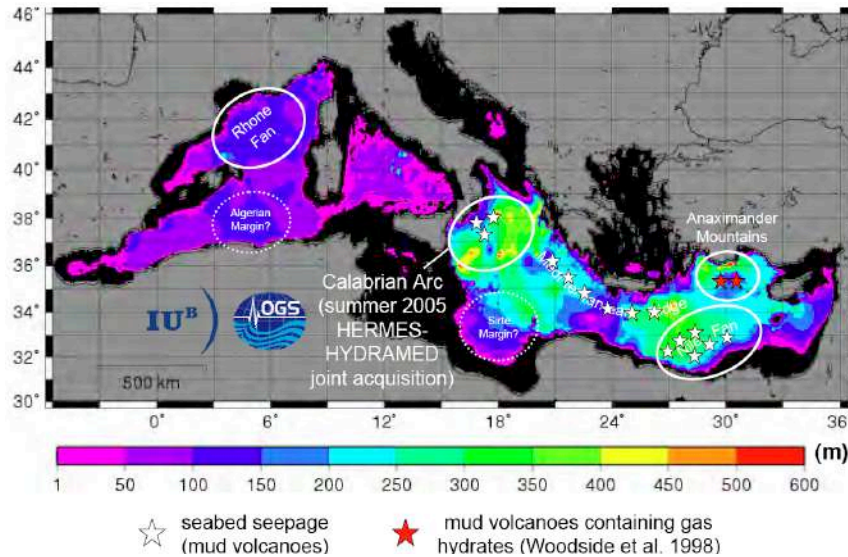 46°
44°
42°
40°
38°
36°
34°
32°
30°
Rhone
Fan
Algerian
Margin?
Anaximander
Mountains
Calabrian Arc
(summer 2005
HERMES-
HYDRAMED
joint acquisition)
Mediterranean Ridge
Sirte
Margin?
Nile Fan
IUB
OGS
500 km
0° 6° 12° 18° 24° 30° 36°
(m)
1 50 100 150 200 250 300 350 400 450 500 600
seabed seepage
(mud volcanoes)
mud volcanoes containing gas
hydrates (Woodside et al. 1998)